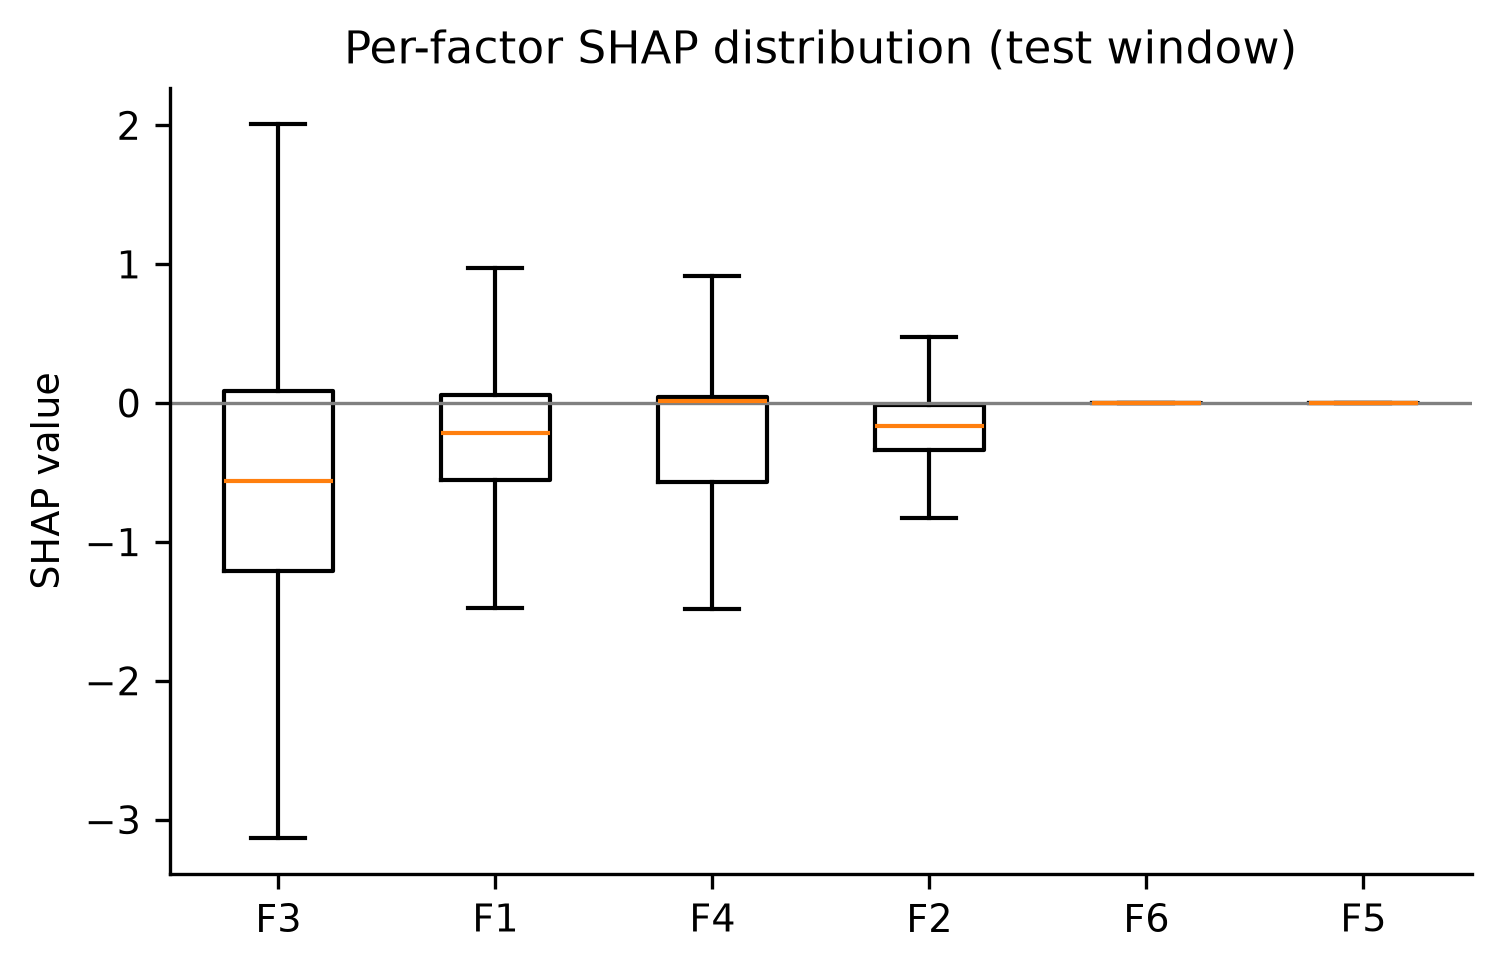 Per-factor SHAP distribution (test window)
SHAP value
2
1
0
−1
−2
−3
F3 F1 F4 F2 F6 F5